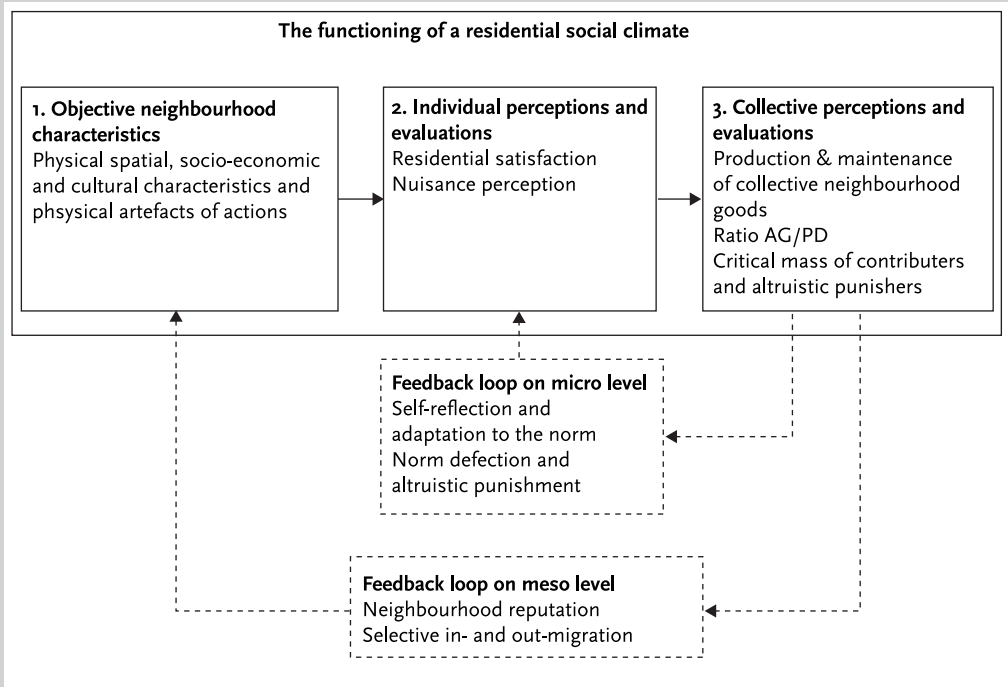 The functioning of a residential social climate
1. Objective neighbourhood
characteristics
Physical spatial, socio-economic
and cultural characteristics and
phsysical artefacts of actions
2. Individual perceptions and
evaluations
Residential satisfaction
Nuisance perception
3. Collective perceptions and
evaluations
Production & maintenance
of collective neighbourhood
goods
Ratio AG/PD
Critical mass of contributers
and altruistic punishers
Feedback loop on micro level
Self-reflection and
adaptation to the norm
Norm defection and
altruistic punishment
Feedback loop on meso level
Neighbourhood reputation
Selective in- and out-migration